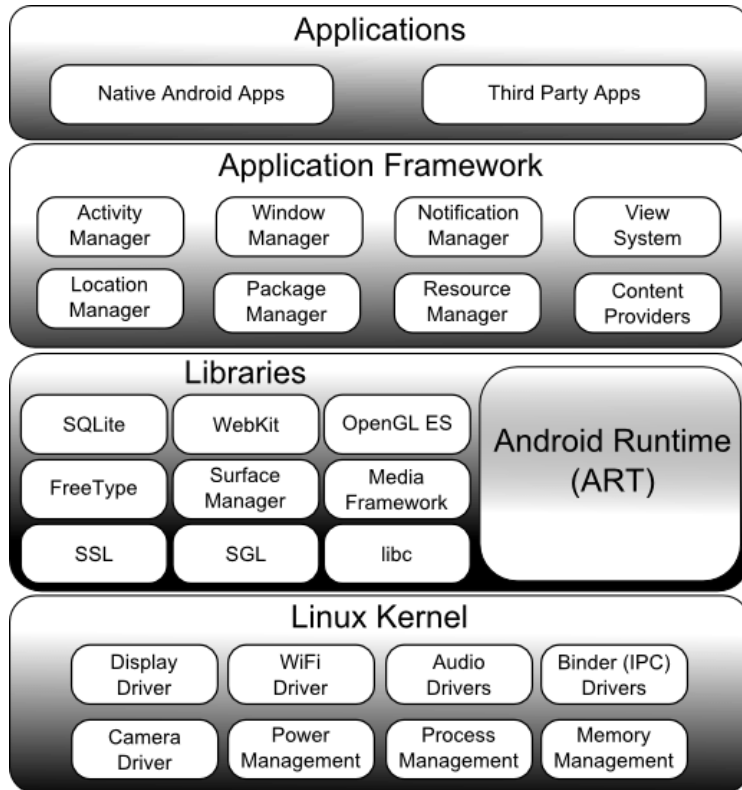 Applications
Native Android Apps
Third Party Apps
Application Framework
Activity
Manager
Window
Manager
Notification
Manager
View
System
Location
Manager
Package
Manager
Resource
Manager
Content
Providers
Libraries
SQLite
WebKit
OpenGL ES
FreeType
Surface
Manager
Media
Framework
SSL
SGL
libc
Android Runtime
(ART)
Linux Kernel
Display
Driver
WiFi
Driver
Audio
Drivers
Binder (IPC)
Drivers
Camera
Driver
Power
Management
Process
Management
Memory
Management